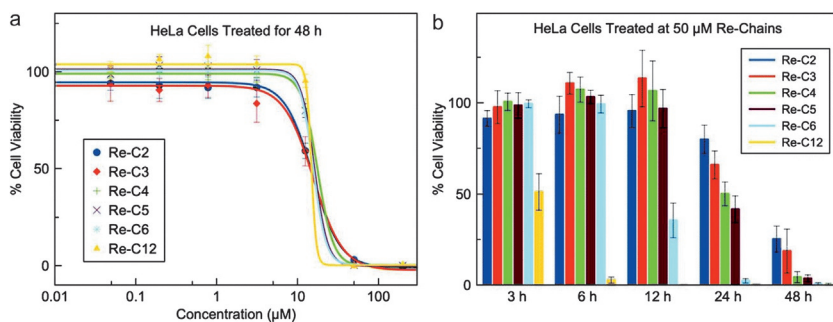 a
HeLa Cells Treated for 48 h
% Cell Viability
100
50
0
Re-C2
Re-C3
Re-C4
Re-C5
Re-C6
Re-C12
0.01
0.1
1
10
100
Concentration (µM)
b
HeLa Cells Treated at 50 µM Re-Chains
% Cell Viability
150
100
50
0
Re-C2
Re-C3
Re-C4
Re-C5
Re-C6
Re-C12
3 h
6 h
12 h
24 h
48 h